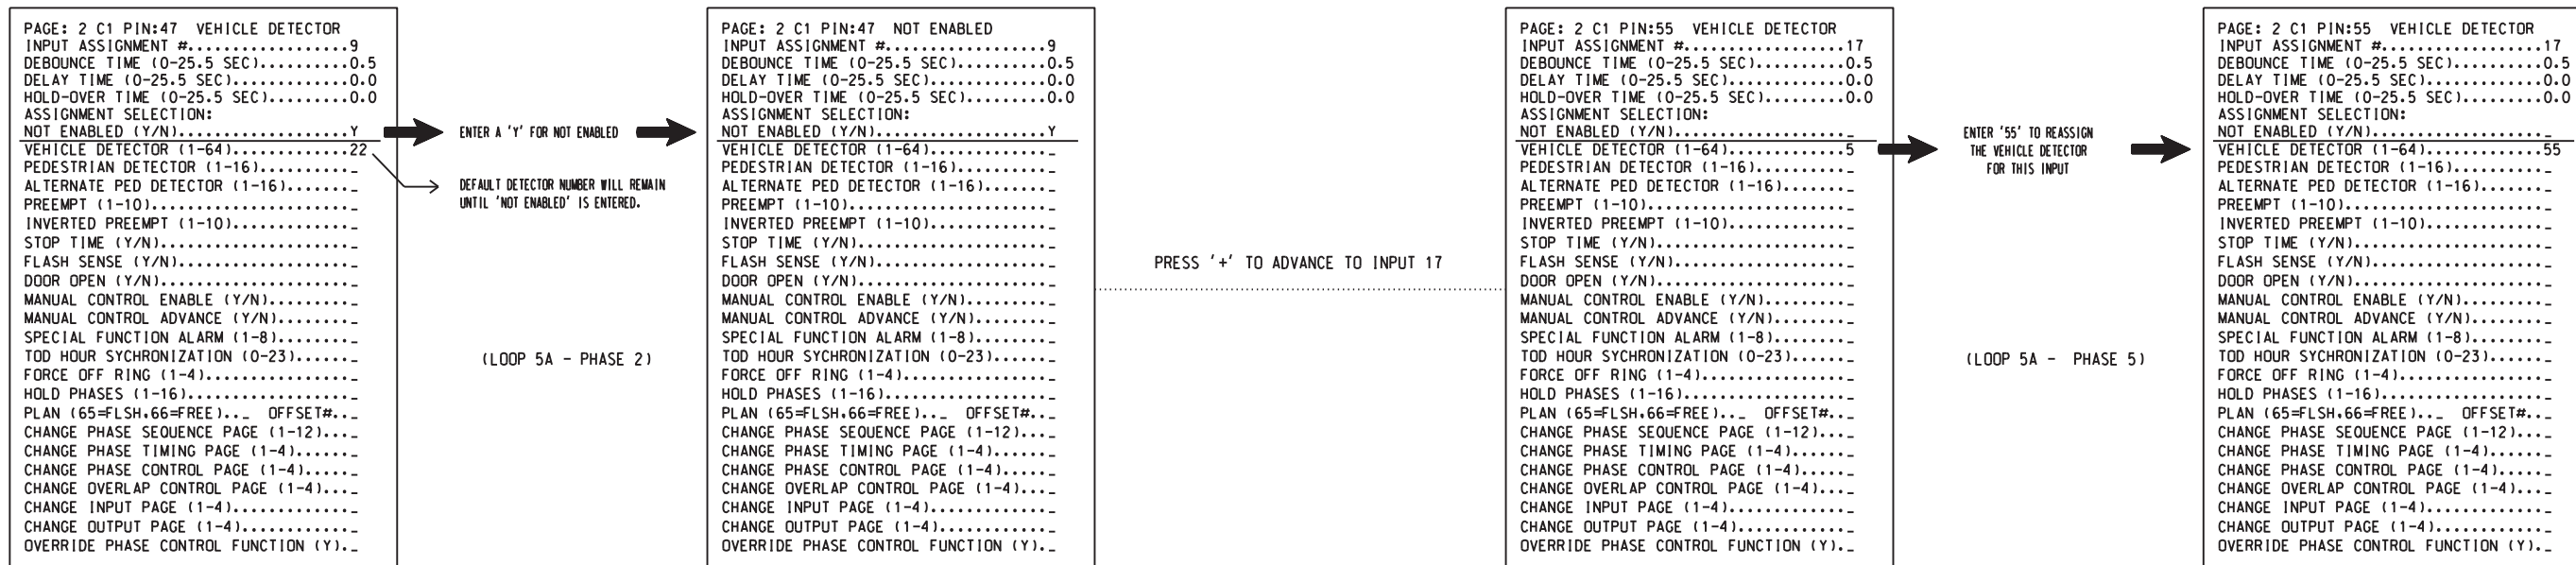 PAGE: 2 C1 PIN:47 VEHICLE DETECTOR
INPUT ASSIGNMENT #...................9
DEBOUNCE TIME (0-25.5 SEC)..........0.5
DELAY TIME (0-25.5 SEC).............0.0
HOLD-OVER TIME (0-25.5 SEC).........0.0
ASSIGNMENT SELECTION:
NOT ENABLED (Y/N)....................Y
VEHICLE DETECTOR (1-64).............22
PEDESTRIAN DETECTOR (1-16)..........._
ALTERNATE PED DETECTOR (1-16)........_
PREEMPT (1-10)......................._
INVERTED PREEMPT (1-10).............._
STOP TIME (Y/N)......................_
FLASH SENSE (Y/N)...................._
DOOR OPEN (Y/N)......................_
MANUAL CONTROL ENABLE (Y/N).........._
MANUAL CONTROL ADVANCE (Y/N)........_
SPECIAL FUNCTION ALARM (1-8)........_
TOD HOUR SYCHRONIZATION (0-23)......_
FORCE OFF RING (1-4)................._
HOLD PHASES (1-16)..................._
PLAN (65=FLSH,66=FREE).._ OFFSET#.._
CHANGE PHASE SEQUENCE PAGE (1-12)..._
CHANGE PHASE TIMING PAGE (1-4)......_
CHANGE PHASE CONTROL PAGE (1-4)....._
CHANGE OVERLAP CONTROL PAGE (1-4)..._
CHANGE INPUT PAGE (1-4)............._
CHANGE OUTPUT PAGE (1-4)............_
OVERRIDE PHASE CONTROL FUNCTION (Y)._
ENTER A 'Y' FOR NOT ENABLED
DEFAULT DETECTOR NUMBER WILL REMAIN
UNTIL 'NOT ENABLED' IS ENTERED.
(LOOP 5A - PHASE 2)
PAGE: 2 C1 PIN:47 NOT ENABLED
INPUT ASSIGNMENT #...................9
DEBOUNCE TIME (0-25.5 SEC)..........0.5
DELAY TIME (0-25.5 SEC).............0.0
HOLD-OVER TIME (0-25.5 SEC).........0.0
ASSIGNMENT SELECTION:
NOT ENABLED (Y/N)....................Y
VEHICLE DETECTOR (1-64).............._
PEDESTRIAN DETECTOR (1-16)..........._
ALTERNATE PED DETECTOR (1-16)........_
PREEMPT (1-10)......................._
INVERTED PREEMPT (1-10).............._
STOP TIME (Y/N)......................_
FLASH SENSE (Y/N)...................._
DOOR OPEN (Y/N)......................_
MANUAL CONTROL ENABLE (Y/N).........._
MANUAL CONTROL ADVANCE (Y/N)........_
SPECIAL FUNCTION ALARM (1-8)........_
TOD HOUR SYCHRONIZATION (0-23)......_
FORCE OFF RING (1-4)................._
HOLD PHASES (1-16)..................._
PLAN (65=FLSH,66=FREE).._ OFFSET#.._
CHANGE PHASE SEQUENCE PAGE (1-12)..._
CHANGE PHASE TIMING PAGE (1-4)......_
CHANGE PHASE CONTROL PAGE (1-4)....._
CHANGE OVERLAP CONTROL PAGE (1-4)..._
CHANGE INPUT PAGE (1-4)............._
CHANGE OUTPUT PAGE (1-4)............_
OVERRIDE PHASE CONTROL FUNCTION (Y)._
PRESS '+' TO ADVANCE TO INPUT 17
PAGE: 2 C1 PIN:55 VEHICLE DETECTOR
INPUT ASSIGNMENT #..................17
DEBOUNCE TIME (0-25.5 SEC)..........0.5
DELAY TIME (0-25.5 SEC).............0.0
HOLD-OVER TIME (0-25.5 SEC).........0.0
ASSIGNMENT SELECTION:
NOT ENABLED (Y/N)...................._
VEHICLE DETECTOR (1-64)..............5
PEDESTRIAN DETECTOR (1-16)..........._
ALTERNATE PED DETECTOR (1-16)........_
PREEMPT (1-10)......................._
INVERTED PREEMPT (1-10).............._
STOP TIME (Y/N)......................_
FLASH SENSE (Y/N)...................._
DOOR OPEN (Y/N)......................_
MANUAL CONTROL ENABLE (Y/N).........._
MANUAL CONTROL ADVANCE (Y/N)........_
SPECIAL FUNCTION ALARM (1-8)........_
TOD HOUR SYCHRONIZATION (0-23)......_
FORCE OFF RING (1-4)................._
HOLD PHASES (1-16)..................._
PLAN (65=FLSH,66=FREE).._ OFFSET#.._
CHANGE PHASE SEQUENCE PAGE (1-12)..._
CHANGE PHASE TIMING PAGE (1-4)......_
CHANGE PHASE CONTROL PAGE (1-4)....._
CHANGE OVERLAP CONTROL PAGE (1-4)..._
CHANGE INPUT PAGE (1-4)............._
CHANGE OUTPUT PAGE (1-4)............_
OVERRIDE PHASE CONTROL FUNCTION (Y)._
ENTER '55' TO REASSIGN
THE VEHICLE DETECTOR
FOR THIS INPUT
(LOOP 5A - PHASE 5)
PAGE: 2 C1 PIN:55 VEHICLE DETECTOR
INPUT ASSIGNMENT #..................17
DEBOUNCE TIME (0-25.5 SEC)..........0.5
DELAY TIME (0-25.5 SEC).............0.0
HOLD-OVER TIME (0-25.5 SEC).........0.0
ASSIGNMENT SELECTION:
NOT ENABLED (Y/N)...................._
VEHICLE DETECTOR (1-64).............55
PEDESTRIAN DETECTOR (1-16)..........._
ALTERNATE PED DETECTOR (1-16)........_
PREEMPT (1-10)......................._
INVERTED PREEMPT (1-10).............._
STOP TIME (Y/N)......................_
FLASH SENSE (Y/N)...................._
DOOR OPEN (Y/N)......................_
MANUAL CONTROL ENABLE (Y/N).........._
MANUAL CONTROL ADVANCE (Y/N)........_
SPECIAL FUNCTION ALARM (1-8)........_
TOD HOUR SYCHRONIZATION (0-23)......_
FORCE OFF RING (1-4)................._
HOLD PHASES (1-16)..................._
PLAN (65=FLSH,66=FREE).._ OFFSET#.._
CHANGE PHASE SEQUENCE PAGE (1-12)..._
CHANGE PHASE TIMING PAGE (1-4)......_
CHANGE PHASE CONTROL PAGE (1-4)....._
CHANGE OVERLAP CONTROL PAGE (1-4)..._
CHANGE INPUT PAGE (1-4)............._
CHANGE OUTPUT PAGE (1-4)............_
OVERRIDE PHASE CONTROL FUNCTION (Y)._